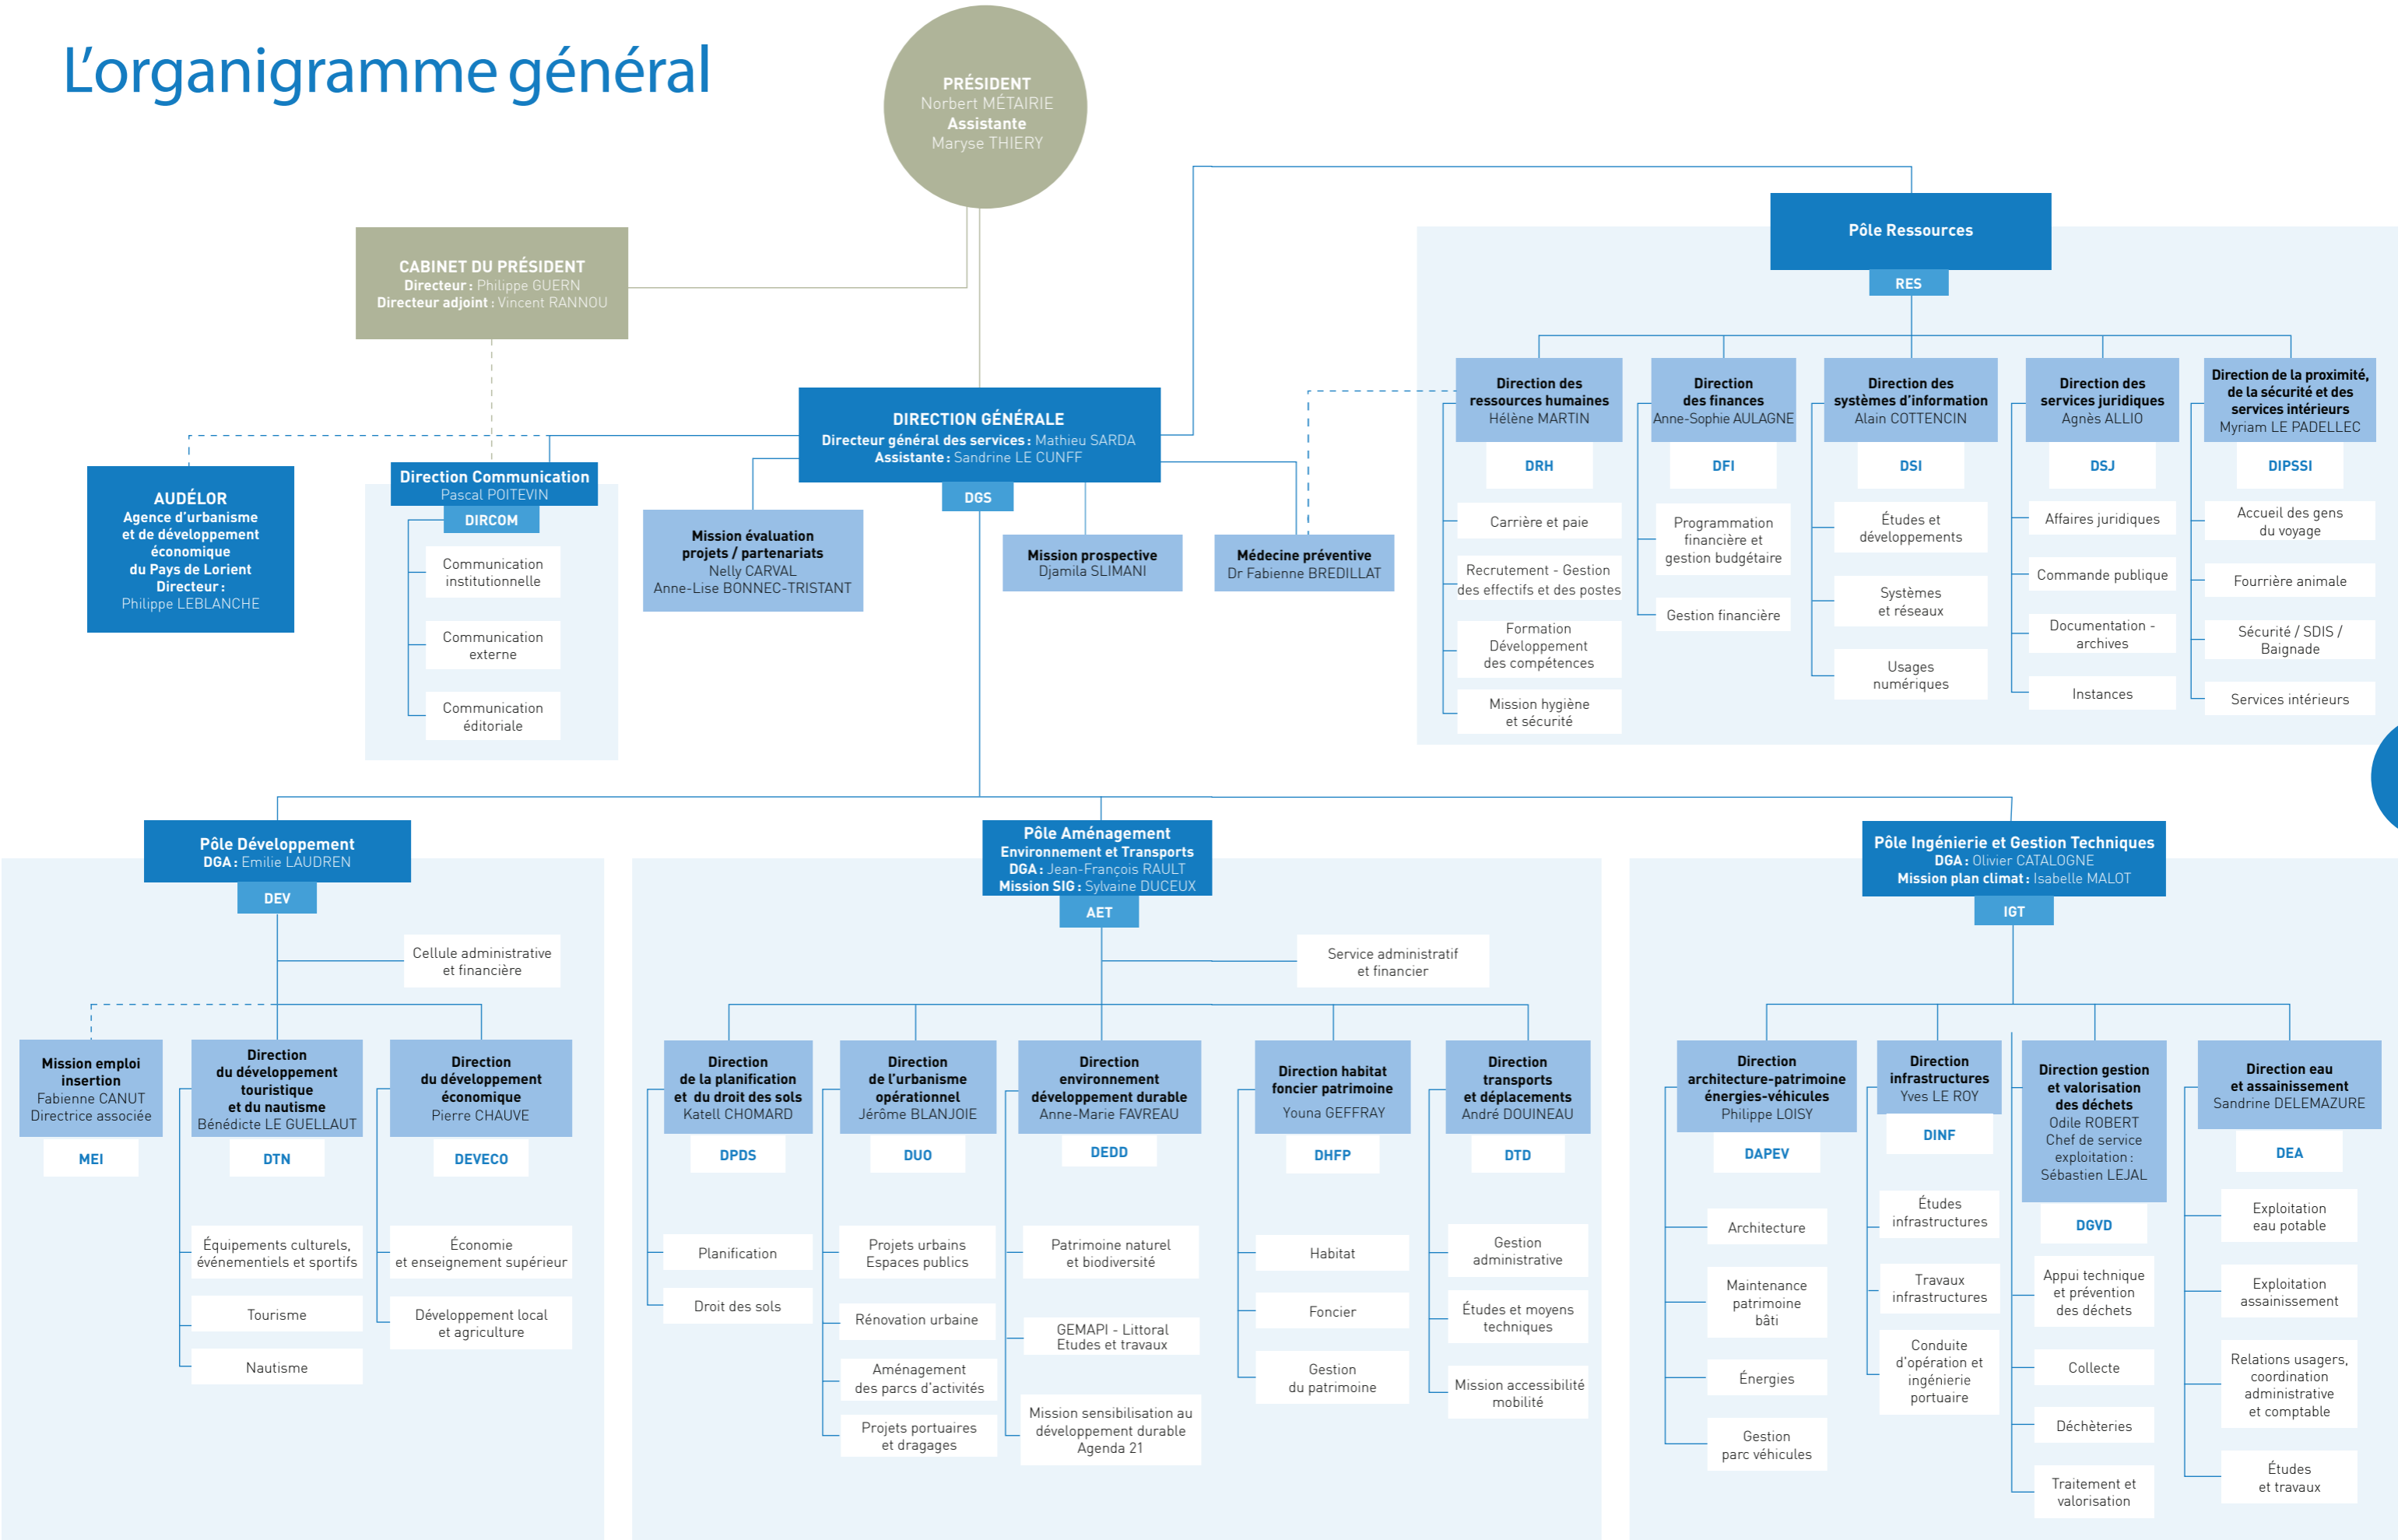 L'organigramme général
PRÉSIDENT
Norbert MÉTAIRIE
Assistante
Maryse THIERY
CABINET DU PRÉSIDENT
Directeur : Philippe GUERN
Directeur adjoint : Vincent RANNOU
DIRECTION GÉNÉRALE
Directeur général des services : Mathieu SARDA
Assistante : Sandrine LE CUNFF
DGS
AUDÉLOR
Agence d'urbanisme
et de développement
économique
du Pays de Lorient
Directeur :
Philippe LEBLANCHE
Direction Communication
Pascal POITEVIN
DIRCOM
Communication
institutionnelle
Communication
externe
Communication
éditoriale
Mission évaluation
projets / partenariats
Nelly CARVAL
Anne-Lise BONNEC-TRISTANT
Mission prospective
Djamila SLIMANI
Médecine préventive
Dr Fabienne BREDILLAT
Pôle Ressources
RES
Direction des
ressources humaines
Hélène MARTIN
DRH
Carrière et paie
Recrutement - Gestion
des effectifs et des postes
Formation
Développement
des compétences
Mission hygiène
et sécurité
Direction
des finances
Anne-Sophie AULAGNE
DFI
Programmation
financière et
gestion budgétaire
Gestion financière
Direction des
systèmes d'information
Alain COTTENCIN
DSI
Études et
développements
Systèmes
et réseaux
Usages
numériques
Direction des
services juridiques
Agnès ALLIO
DSJ
Affaires juridiques
Commande publique
Documentation -
archives
Instances
Direction de la proximité,
de la sécurité et des
services intérieurs
Myriam LE PADELLEC
DIPSSI
Accueil des gens
du voyage
Fourrière animale
Sécurité / SDIS /
Baignade
Services intérieurs
Pôle Développement
DGA : Emilie LAUDREN
DEV
Cellule administrative
et financière
Mission emploi
insertion
Fabienne CANUT
Directrice associée
MEI
Direction
du développement
touristique
et du nautisme
Bénédicte LE GUELLAUT
DTN
Équipements culturels,
événementiels et sportifs
Tourisme
Nautisme
Direction
du développement
économique
Pierre CHAUVE
DEVECO
Économie
et enseignement supérieur
Développement local
et agriculture
Pôle Aménagement
Environnement et Transports
DGA : Jean-François RAULT
Mission SIG : Sylvaine DUCEUX
AET
Service administratif
et financier
Direction
de la planification
et du droit des sols
Katell CHOMARD
DPDS
Planification
Droit des sols
Direction
de l'urbanisme
opérationnel
Jérôme BLANJOIE
DUO
Projets urbains
Espaces publics
Rénovation urbaine
Aménagement
des parcs d'activités
Projets portuaires
et dragages
Direction
environnement
développement durable
Anne-Marie FAVREAU
DEDD
Patrimoine naturel
et biodiversité
GEMAPI - Littoral
Etudes et travaux
Mission sensibilisation au
développement durable
Agenda 21
Direction habitat
foncier patrimoine
Youna GEFFRAY
DHFP
Habitat
Foncier
Gestion
du patrimoine
Direction
transports
et déplacements
André DOUINEAU
DTD
Gestion
administrative
Études et moyens
techniques
Mission accessibilité
mobilité
Pôle Ingénierie et Gestion Techniques
DGA : Olivier CATALOGNE
Mission plan climat : Isabelle MALOT
IGT
Direction
architecture-patrimoine
énergies-véhicules
Philippe LOISY
DAPEV
Architecture
Maintenance
patrimoine
bâti
Énergies
Gestion
parc véhicules
Direction
infrastructures
Yves LE ROY
DINF
Études
infrastructures
Travaux
infrastructures
Conduite
d'opération et
ingénierie
portuaire
Direction gestion
et valorisation
des déchets
Odile ROBERT
Chef de service
exploitation :
Sébastien LEJAL
DGVD
Appui technique
et prévention
des déchets
Collecte
Déchèteries
Traitement et
valorisation
Direction eau
et assainissement
Sandrine DELEMAZURE
DEA
Exploitation
eau potable
Exploitation
assainissement
Relations usagers,
coordination
administrative
et comptable
Études
et travaux